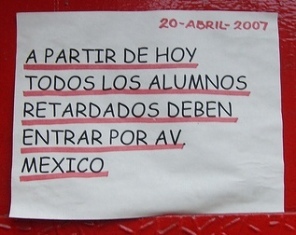 20-ABRIL-2007
A PARTIR DE HOY
TODOS LOS ALUMNOS
RETARDADOS DEBEN
ENTRAR POR AV.
MEXICO